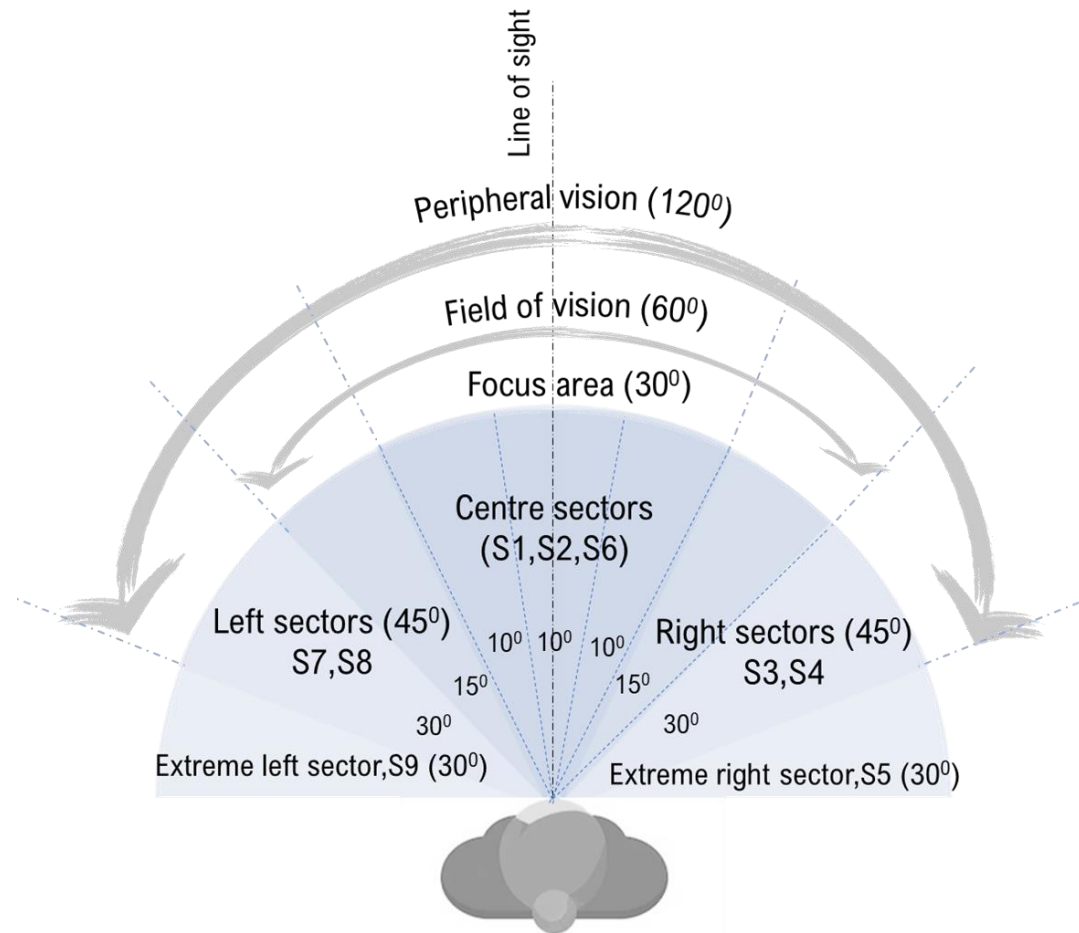 Line of sight
Peripheral vision (120⁰)
Field of vision (60⁰)
Focus area (30⁰)
Centre sectors
(S1,S2,S6)
Left sectors (45⁰)
S7,S8
10⁰ 10⁰ 10⁰
Right sectors (45⁰)
S3,S4
15⁰
15⁰
30⁰
30⁰
Extreme left sector,S9 (30⁰)
Extreme right sector,S5 (30⁰)